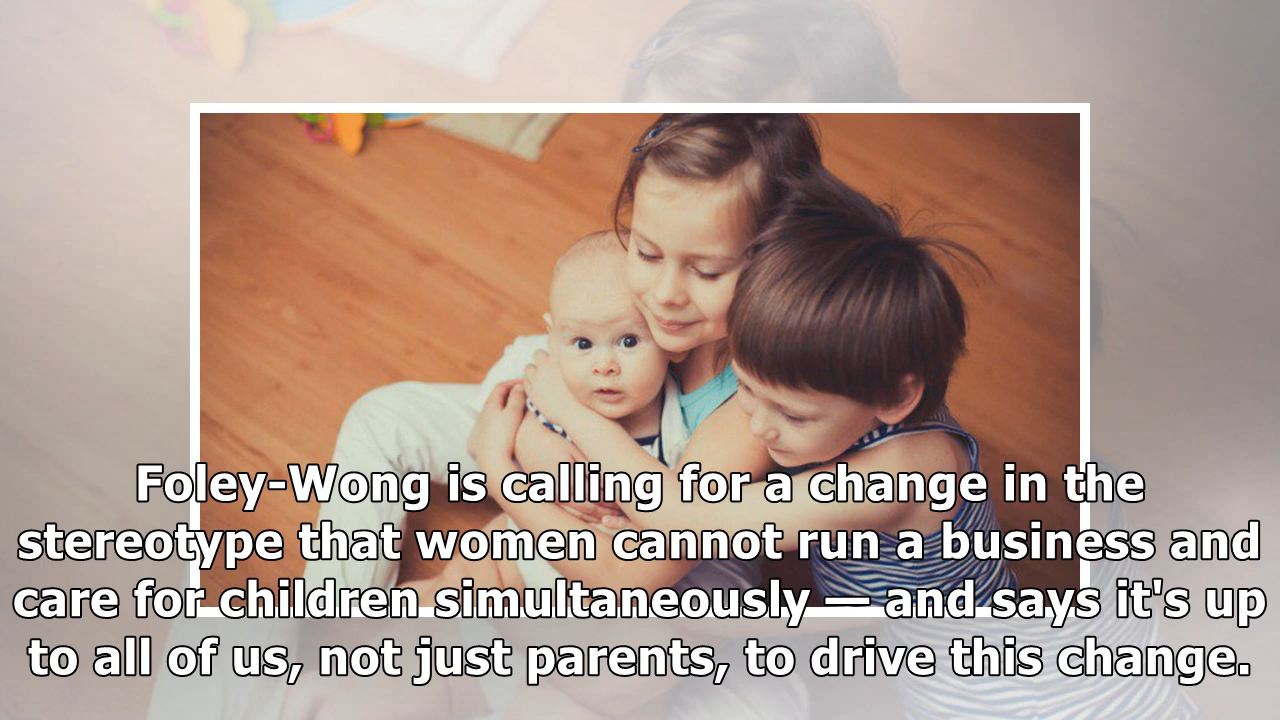 Foley-Wong is calling for a change in the
stereotype that women cannot run a business and
care for children simultaneously — and says it's up
to all of us, not just parents, to drive this change.